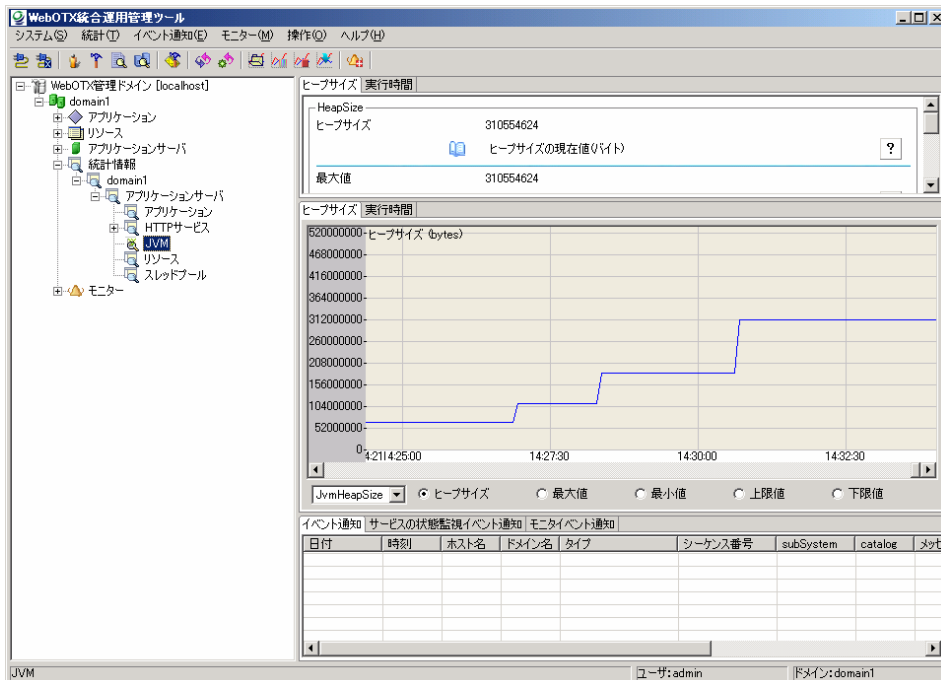 WebOTX統合運用管理ツール
システム(S) 統計(T) イベント通知(E) モニター(M) 操作(O) ヘルプ(H)
WebOTX管理ドメイン [localhost]
domain1
アプリケーション
リソース
アプリケーションサーバ
統計情報
domain1
アプリケーションサーバ
アプリケーション
HTTPサービス
JVM
リソース
スレッドプール
モニター
ヒープサイズ 実行時間
HeapSize
ヒープサイズ 310554624
ヒープサイズの現在値(バイト) ?
最大値 310554624
ヒープサイズ 実行時間
ヒープサイズ (bytes)
520000000
468000000
416000000
364000000
312000000
260000000
208000000
156000000
104000000
52000000
0
14:25:00 14:27:30 14:30:00 14:32:30
JvmHeapSize ヒープサイズ 最大値 最小値 上限値 下限値
イベント通知 サービスの状態監視イベント通知 モニタイベント通知
日付 時刻 ホスト名 ドメイン名 タイプ シーケンス番号 subSystem catalog メッセ
JVM ユーザ:admin ドメイン:domain1